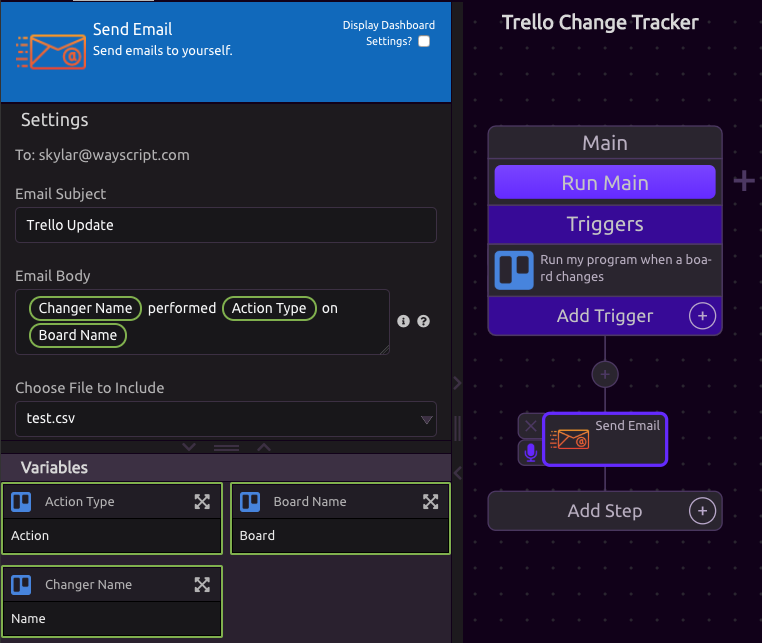 Send Email
Send emails to yourself.
Display Dashboard
Settings?
Settings
To: skylar@wayscript.com
Email Subject
Trello Update
Email Body
Changer Name performed Action Type on
Board Name
Choose File to Include
test.csv
Variables
Action Type
Action
Board Name
Board
Changer Name
Name
Trello Change Tracker
Main
Run Main
Triggers
Run my program when a boa-
rd changes
Add Trigger
Send Email
Add Step